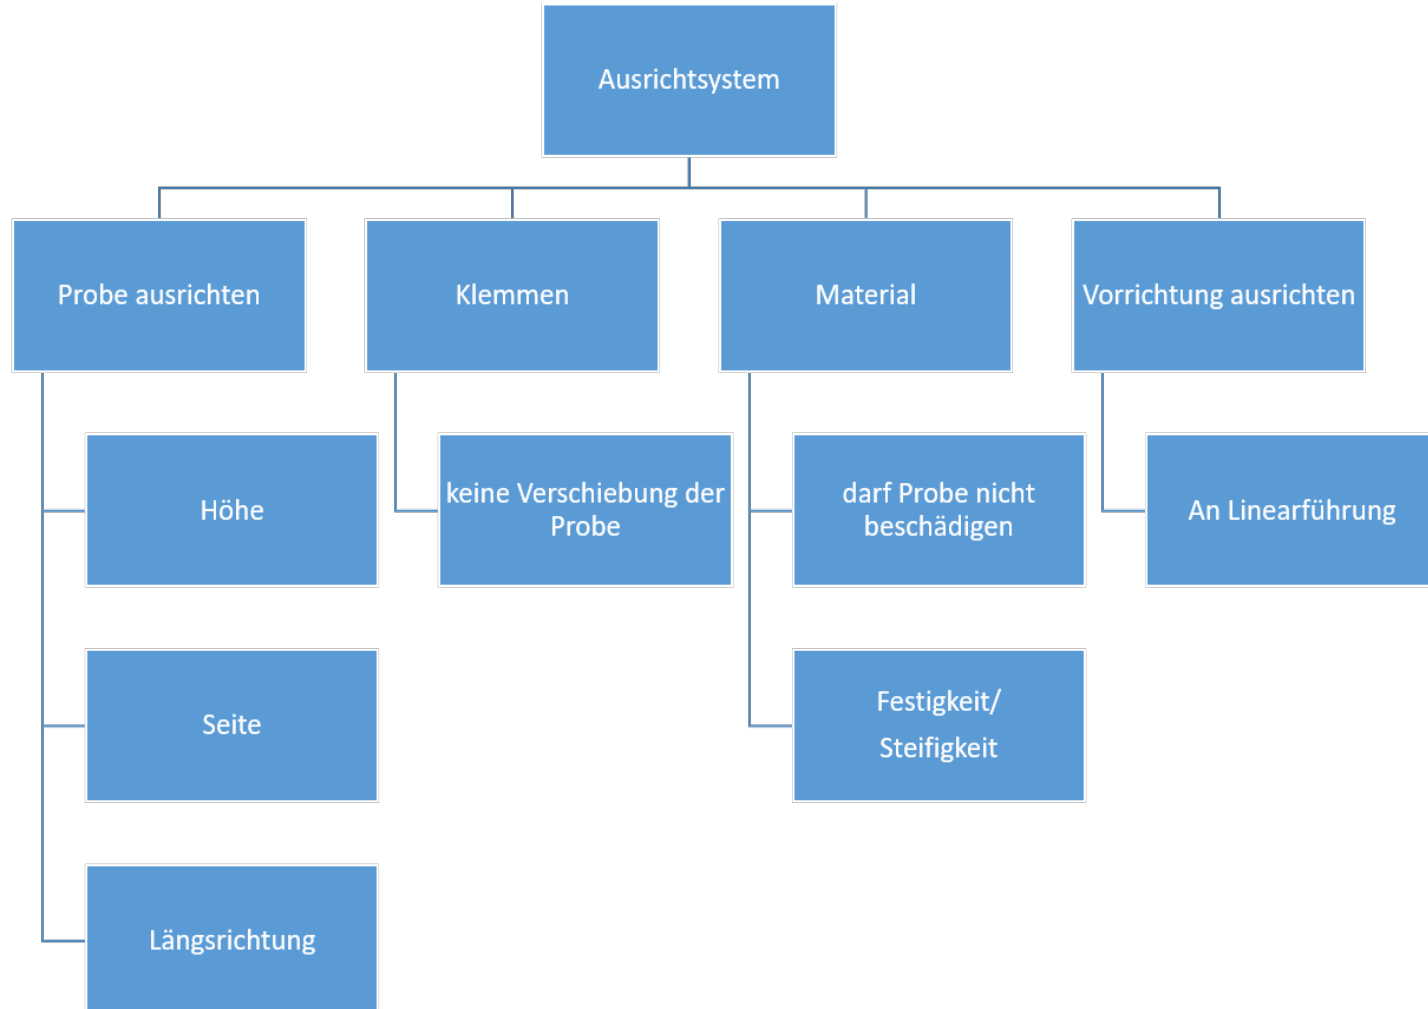 Ausrichtsystem
Probe ausrichten
Klemmen
Material
Vorrichtung ausrichten
Höhe
keine Verschiebung der
Probe
darf Probe nicht
beschädigen
An Linearführung
Seite
Festigkeit/
Steifigkeit
Längsrichtung